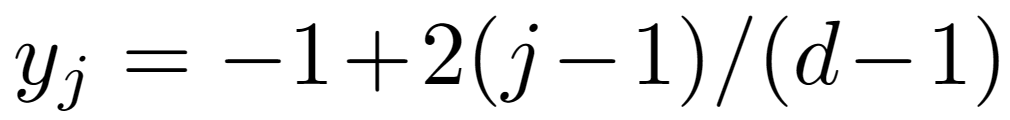 y_j = −1+2(j−1)/(d−1)